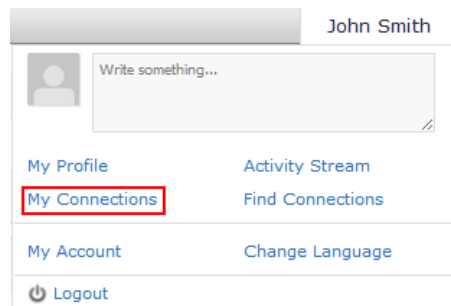 John Smith
Write something...
My Profile Activity Stream
My Connections Find Connections
My Account Change Language
Logout